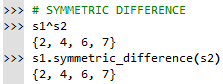 >>> # SYMMETRIC DIFFERENCE
>>> s1^s2
{2, 4, 6, 7}
>>> s1.symmetric_difference(s2)
{2, 4, 6, 7}